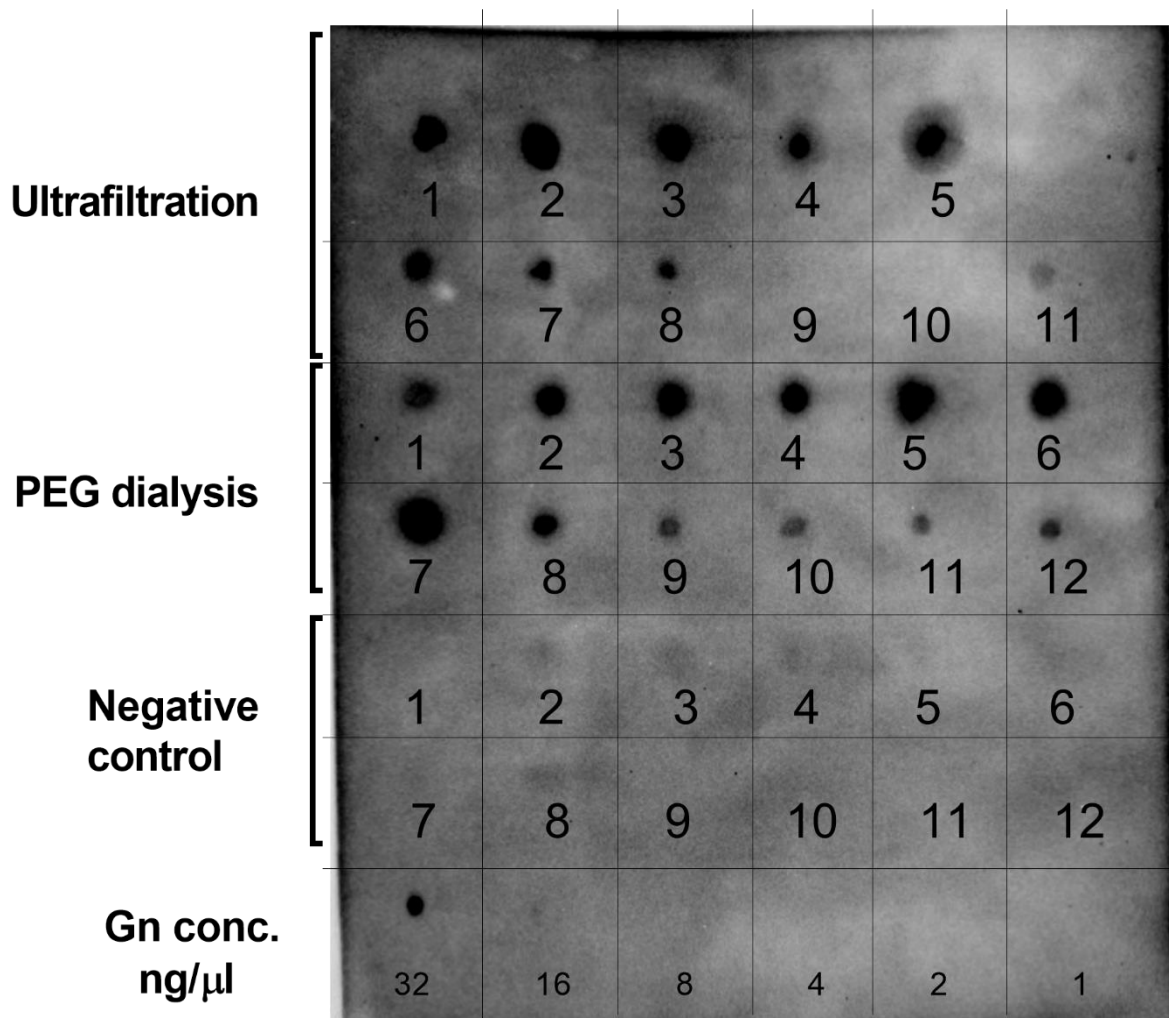 Ultrafiltration
1 2 3 4 5
6 7 8 9 10 11
PEG dialysis
1 2 3 4 5 6
7 8 9 10 11 12
Negative
control
1 2 3 4 5 6
7 8 9 10 11 12
Gn conc.
ng/μl
32 16 8 4 2 1